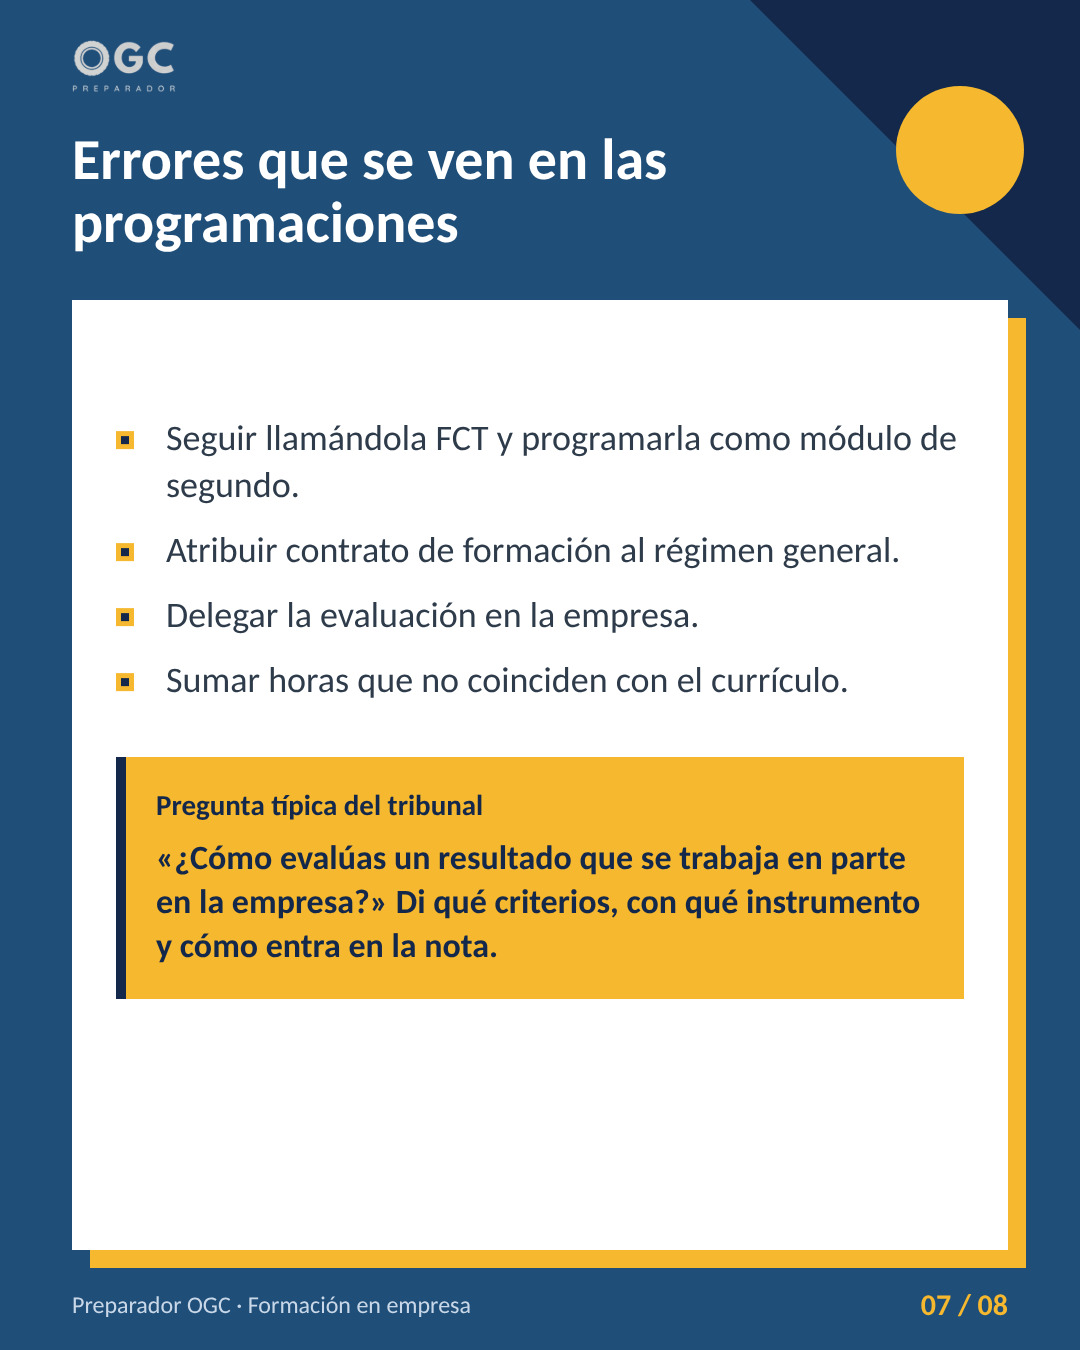 OGC
PREPARADOR
Errores que se ven en las
programaciones
Seguir llamándola FCT y programarla como módulo de
segundo.
Atribuir contrato de formación al régimen general.
Delegar la evaluación en la empresa.
Sumar horas que no coinciden con el currículo.
Pregunta típica del tribunal
«¿Cómo evalúas un resultado que se trabaja en parte
en la empresa?» Di qué criterios, con qué instrumento
y cómo entra en la nota.
Preparador OGC · Formación en empresa
07 / 08